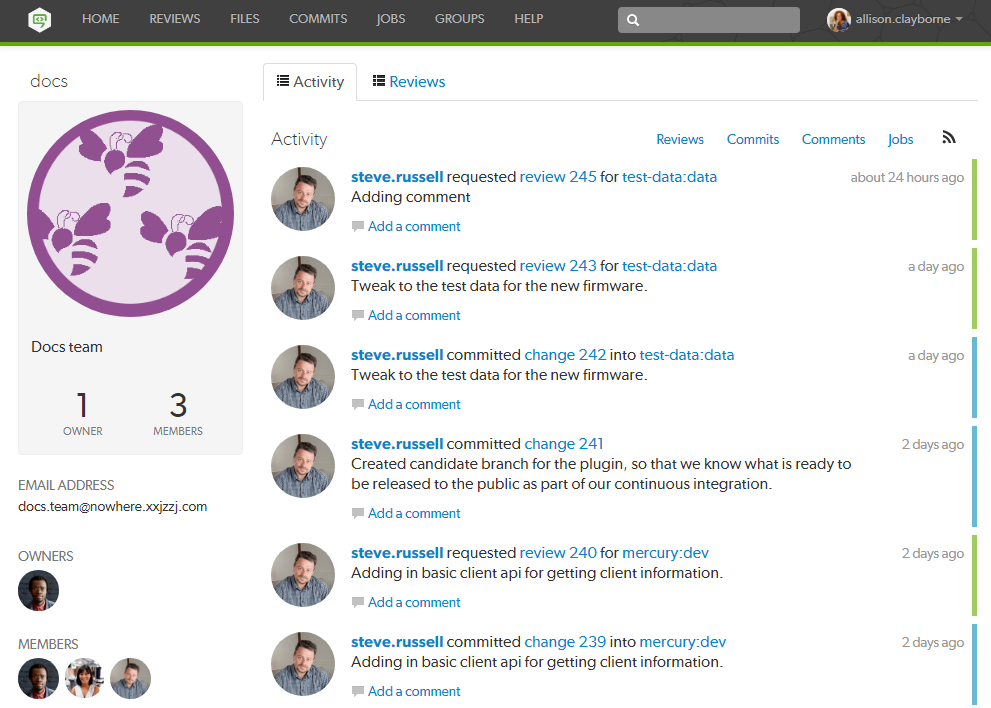 HOME REVIEWS FILES COMMITS JOBS GROUPS HELP allison.clayborne
docs
Docs team
1 3
OWNER MEMBERS
EMAIL ADDRESS
docs.team@nowhere.xxjzzj.com
OWNERS
MEMBERS
Activity Reviews
Activity Reviews Commits Comments Jobs
steve.russell requested review 245 for test-data:data about 24 hours ago
Adding comment
Add a comment
steve.russell requested review 243 for test-data:data a day ago
Tweak to the test data for the new firmware.
Add a comment
steve.russell committed change 242 into test-data:data a day ago
Tweak to the test data for the new firmware.
Add a comment
steve.russell committed change 241 2 days ago
Created candidate branch for the plugin, so that we know what is ready to
be released to the public as part of our continuous integration.
Add a comment
steve.russell requested review 240 for mercury:dev 2 days ago
Adding in basic client api for getting client information.
Add a comment
steve.russell committed change 239 into mercury:dev 2 days ago
Adding in basic client api for getting client information.
Add a comment